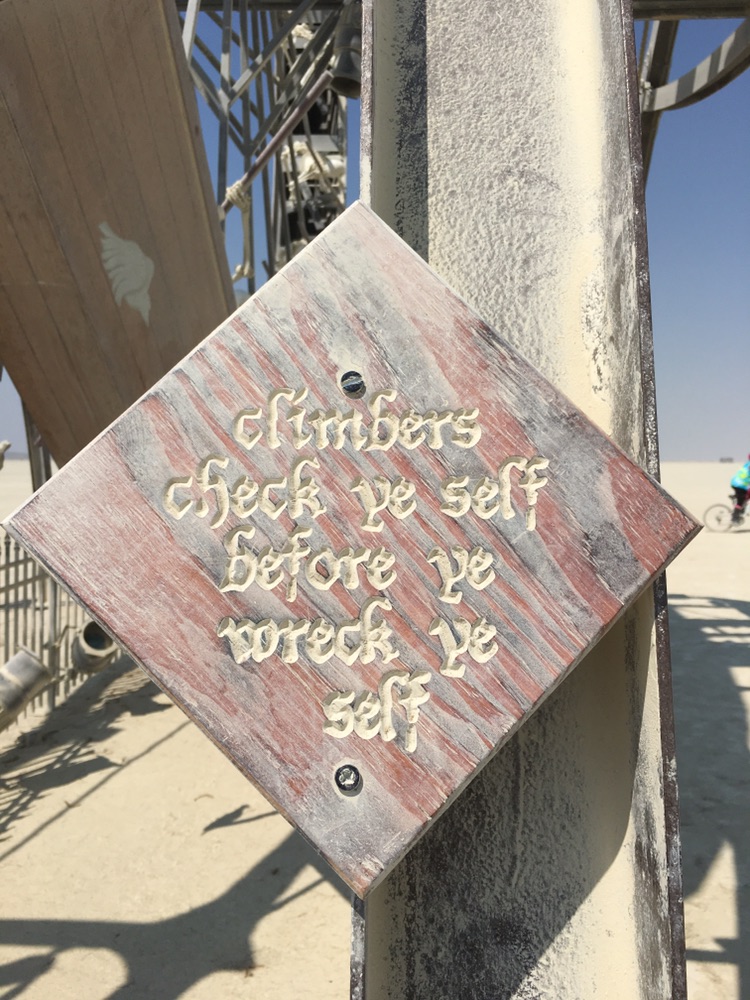 climbers
check ye self
before ye
wreck ye
self